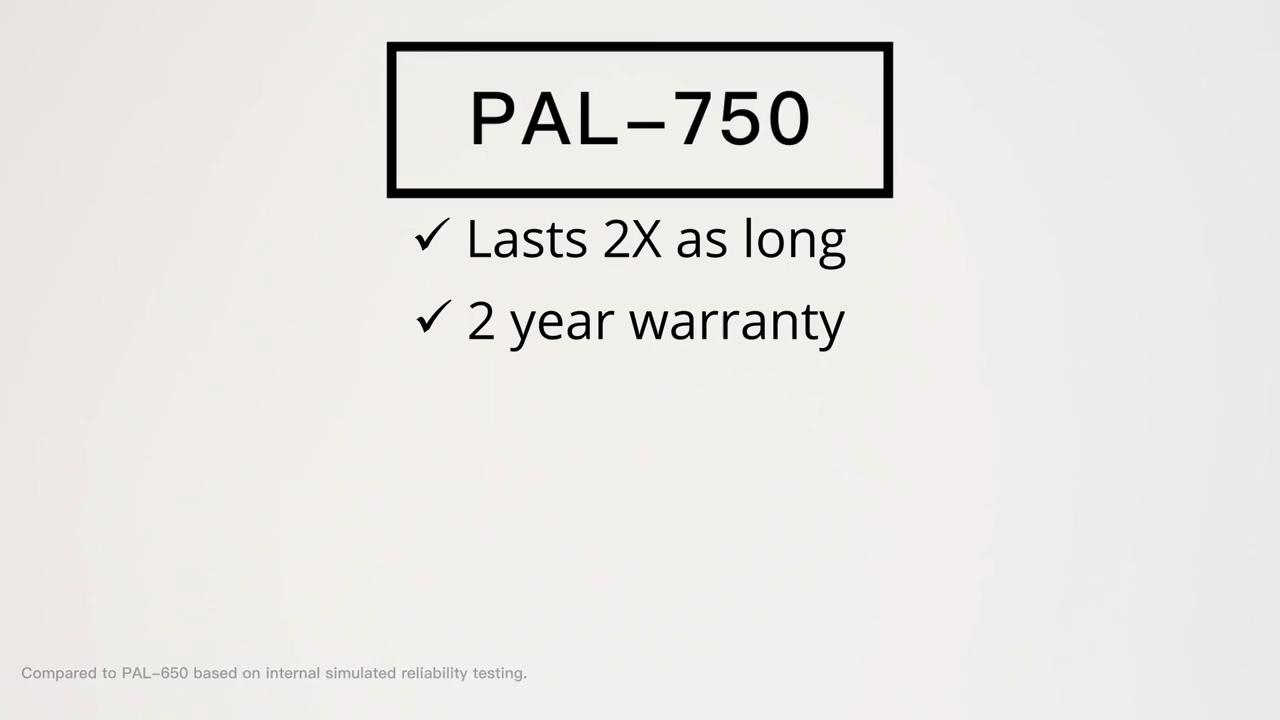 PAL–750
✓ Lasts 2X as long
✓ 2 year warranty
Compared to PAL–650 based on internal simulated reliability testing.